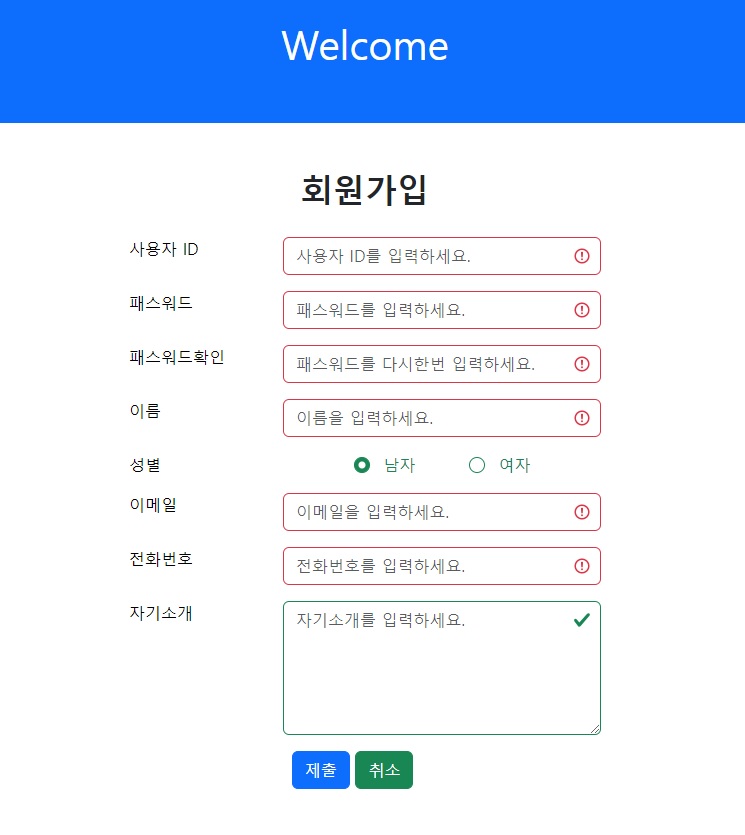 Welcome
회원가입
사용자 ID
사용자 ID를 입력하세요.
패스워드
패스워드를 입력하세요.
패스워드확인
패스워드를 다시한번 입력하세요.
이름
이름을 입력하세요.
성별
남자 여자
이메일
이메일을 입력하세요.
전화번호
전화번호를 입력하세요.
자기소개
자기소개를 입력하세요.
제출 취소